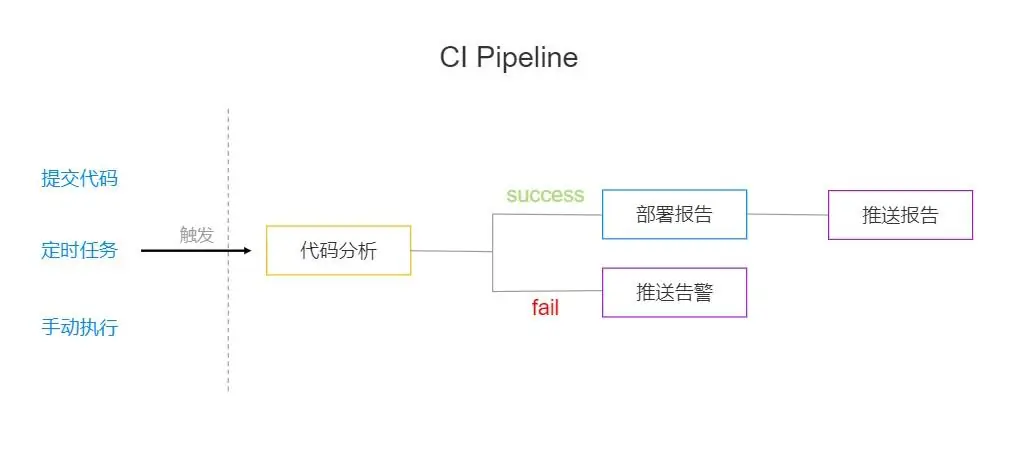 CI Pipeline
提交代码
定时任务
手动执行
触发
代码分析
success
部署报告
推送报告
fail
推送告警